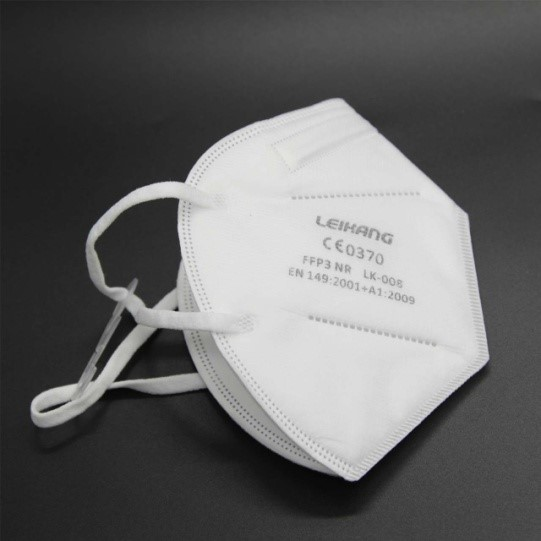 LEIKANG
CE0370
FFP3 NR LK-008
EN 149:2001+A1:2009